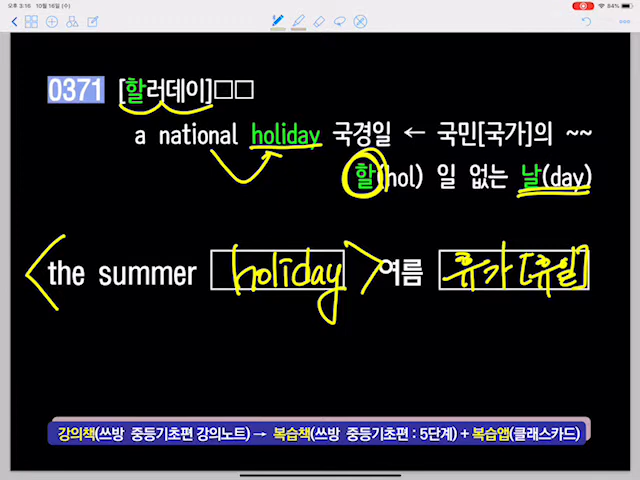 오후 3:16 10월 16일 (수) 84%
0371 [할러데이]□□
a national holiday 국경일 ← 국민[국가]의 ~~
할(hol) 일 없는 날(day)
the summer holiday 여름 휴가[휴일]
강의책(쓰방 중등기초편 강의노트) → 복습책(쓰방 중등기초편 : 5단계) + 복습앱(클래스카드)